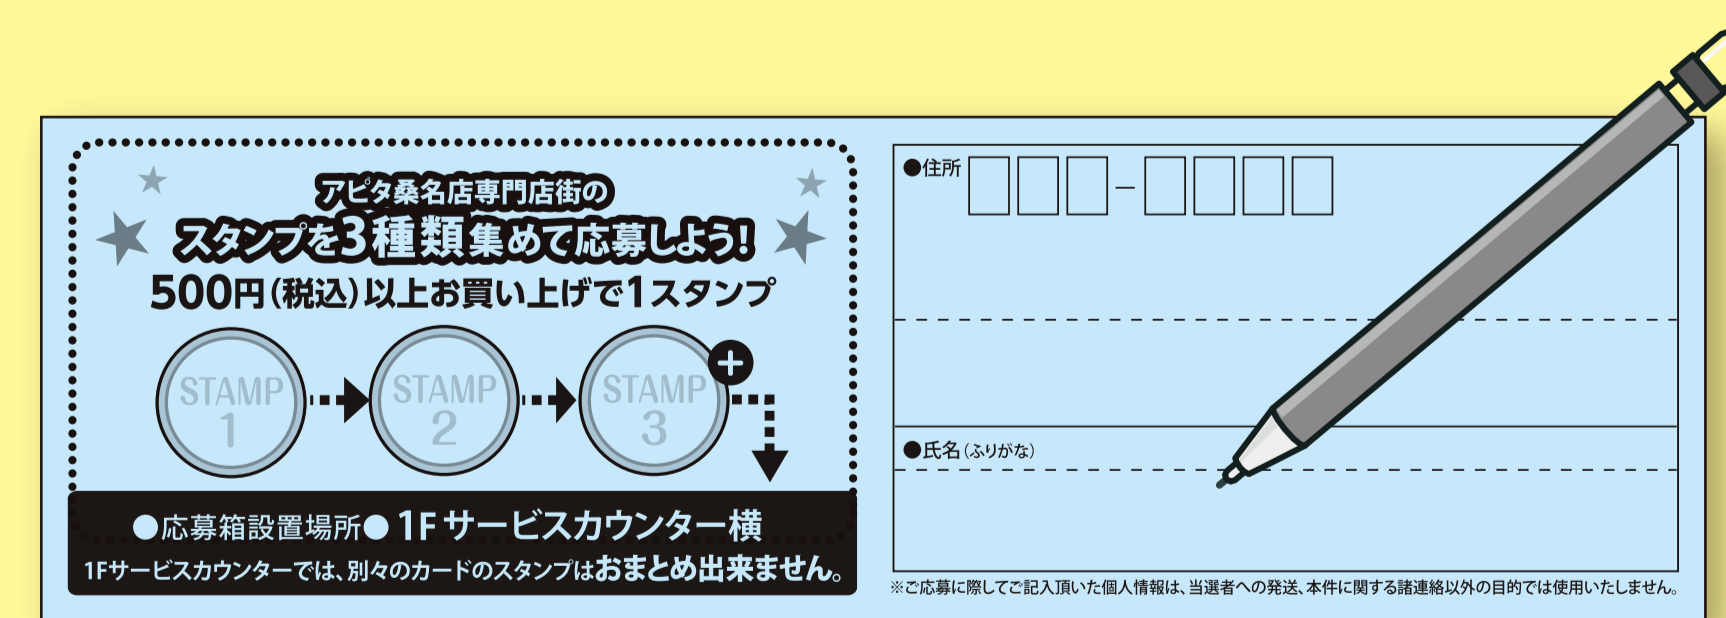 アピタ桑名店専門店街の
スタンプを3種類集めて応募しよう!
500円(税込)以上お買い上げで1スタンプ
STAMP
1
STAMP
2
STAMP
3
+
●応募箱設置場所● 1Fサービスカウンター横
1Fサービスカウンターでは、別々のカードのスタンプはおまとめ出来ません。
●住所
●氏名(ふりがな)
※ご応募に際してご記入頂いた個人情報は、当選者への発送、本件に関する諸連絡以外の目的では使用いたしません。